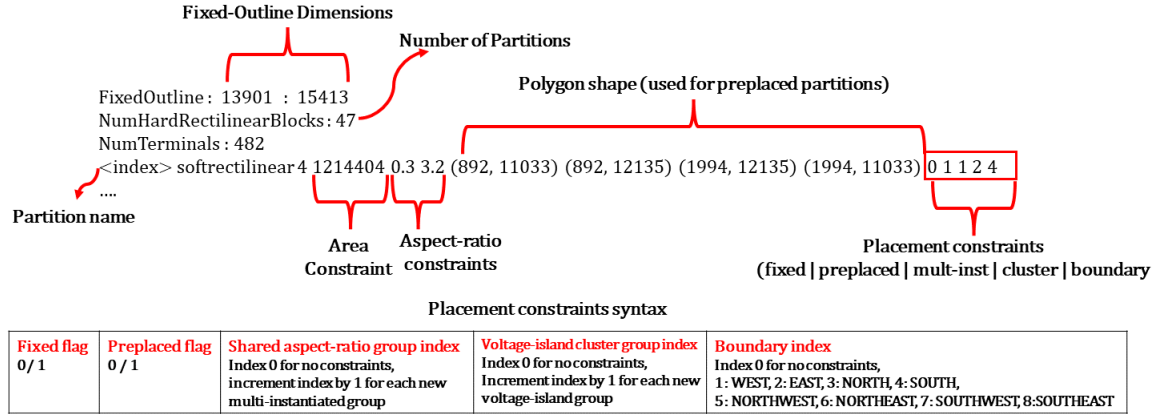 Fixed-Outline Dimensions
Number of Partitions
Polygon shape (used for preplaced partitions)
FixedOutline : 13901 : 15413
NumHardRectilinearBlocks : 47
NumTerminals : 482
<index> softrectilinear 4 1214404 0.3 3.2 (892, 11033) (892, 12135) (1994, 12135) (1994, 11033) 0 1 1 2 4
....
Partition name
Area
Constraint
Aspect-ratio
constraints
Placement constraints
(fixed | preplaced | mult-inst | cluster | boundary
Placement constraints syntax
Fixed flag
0 / 1
Preplaced flag
0 / 1
Shared aspect-ratio group index
Index 0 for no constraints,
increment index by 1 for each new
multi-instantiated group
Voltage-island cluster group index
Index 0 for no constraints,
Increment index by 1 for each new
voltage-island group
Boundary index
Index 0 for no constraints,
1 : WEST, 2 : EAST, 3 : NORTH, 4 : SOUTH,
5 : NORTHWEST, 6 : NORTHEAST, 7 : SOUTHWEST, 8:SOUTHEAST